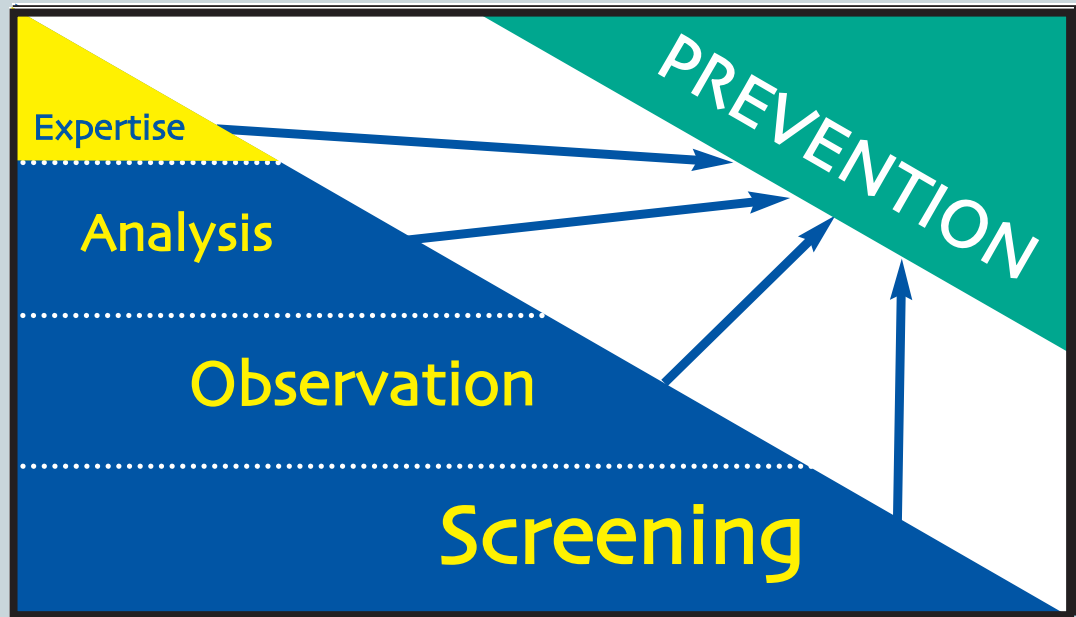 PREVENTION
Expertise
Analysis
Observation
Screening